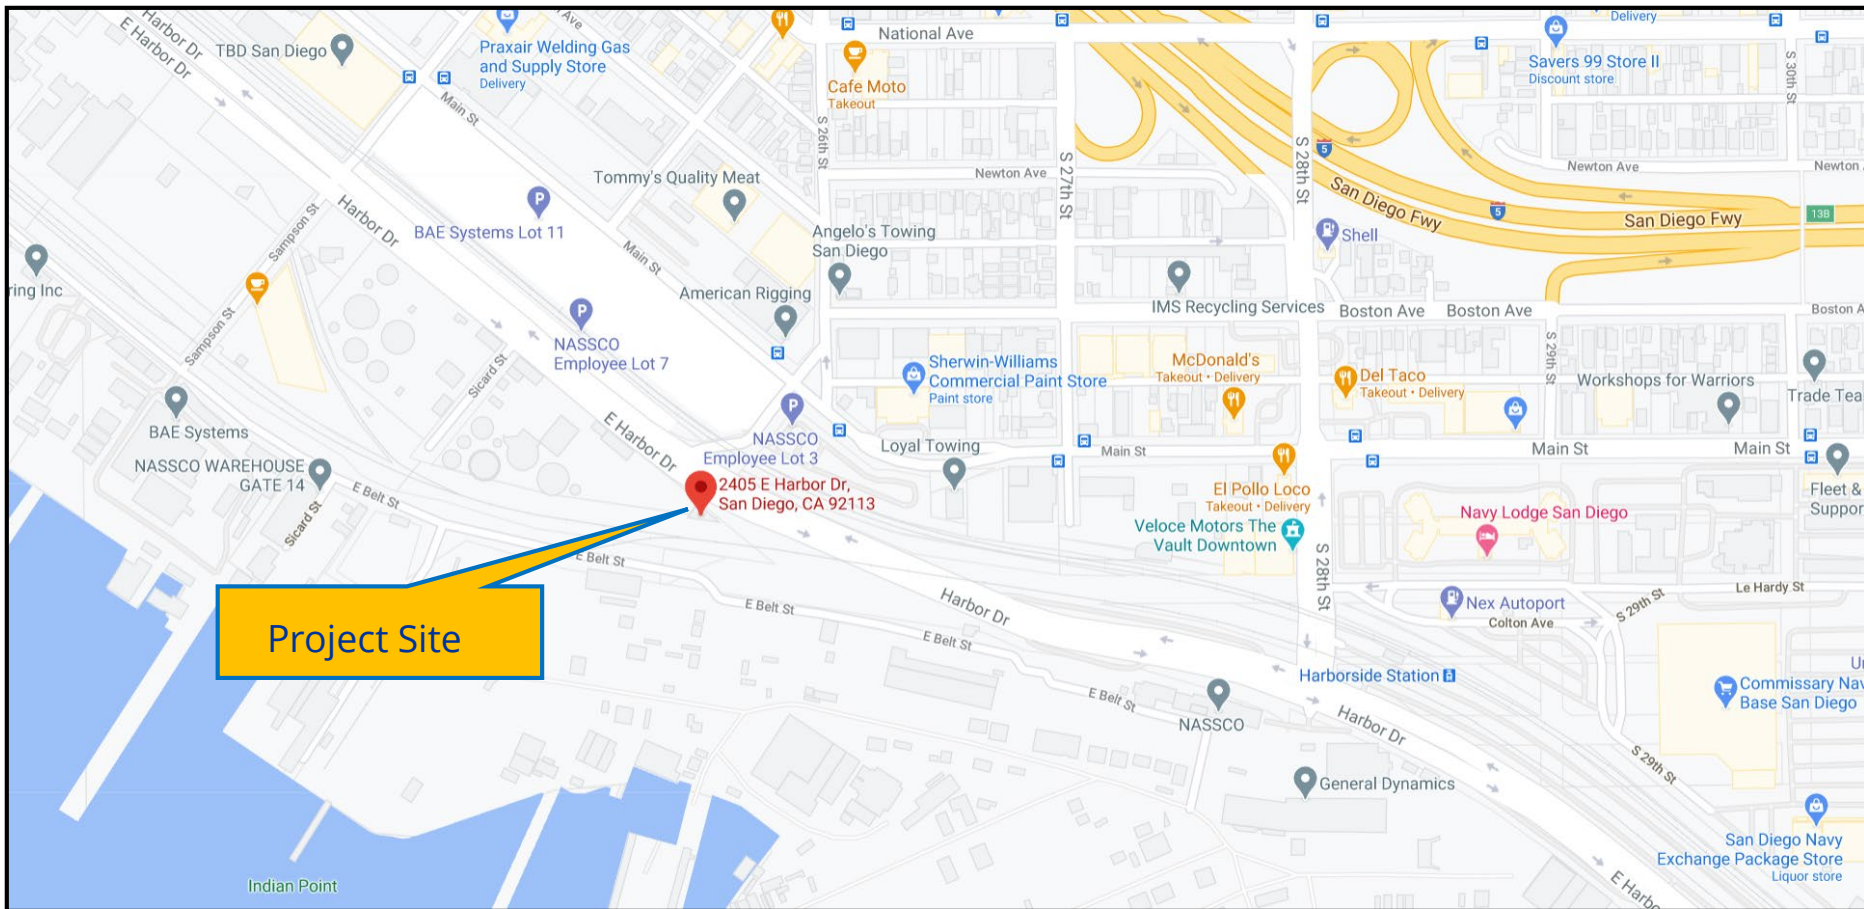 Harbor Dr
E Harbor Dr
TBD San Diego
Praxair Welding Gas
and Supply Store
Delivery
Ave
National Ave
Cafe Moto
Takeout
Delivery
Savers 99 Store II
Discount store
S 30th St
Main St
S 26th St
Newton Ave
S 27th St
S 28th St
5
San Diego Fwy
5
San Diego Fwy
13B
Newton Ave
Newton
Tommy's Quality Meat
BAE Systems Lot 11
Harbor Dr
Sampson St
Main St
Angelo's Towing
San Diego
Shell
ring Inc
American Rigging
IMS Recycling Services
Boston Ave
Boston Ave
Boston A
Sampson St
NASSCO
Employee Lot 7
Sicard St
Sherwin-Williams
Commercial Paint Store
Paint store
McDonald's
Takeout • Delivery
Del Taco
Takeout • Delivery
S 29th St
Workshops for Warriors
Trade Tea
BAE Systems
E Harbor Dr
NASSCO
Employee Lot 3
Loyal Towing
Main St
Main St
Main St
NASSCO WAREHOUSE
GATE 14
E Belt St
Sicard St
2405 E Harbor Dr,
San Diego, CA 92113
El Pollo Loco
Takeout • Delivery
Veloce Motors The
Vault Downtown
Navy Lodge San Diego
Fleet &
Suppor
S 28th St
E Belt St
E Belt St
Harbor Dr
E Belt St
Nex Autoport
Colton Ave
S 29th St
Le Hardy St
Project Site
Harborside Station
E Belt St
NASSCO
Harbor Dr
Commissary Nav
Base San Diego
S 29th St
General Dynamics
San Diego Navy
Exchange Package Store
Liquor store
Indian Point
E Harbo